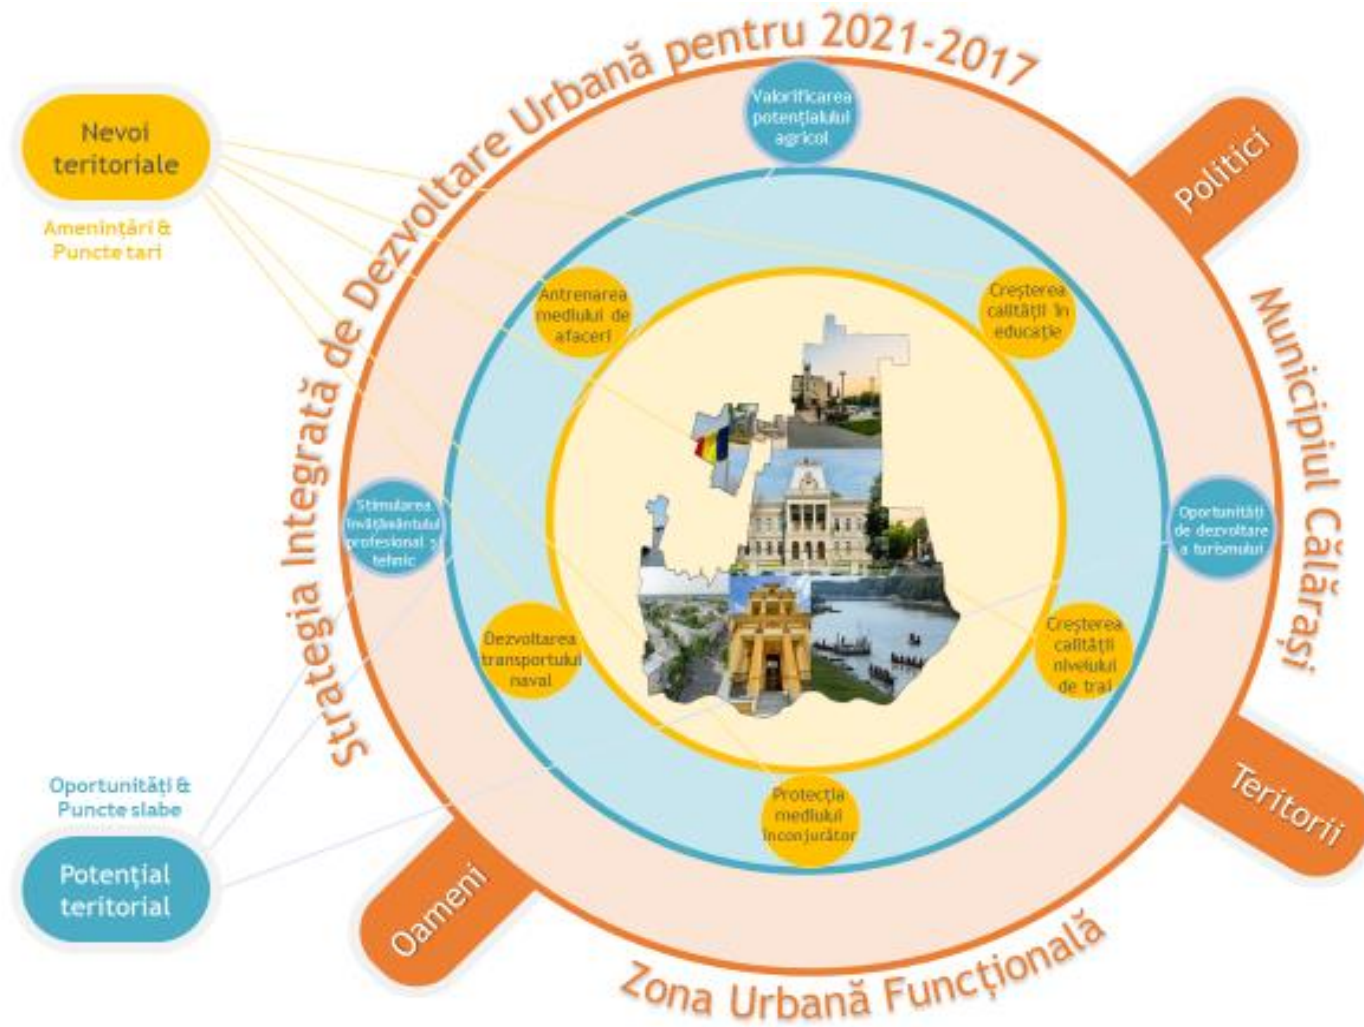 Strategia Integrată de Dezvoltare Urbană pentru 2021-2017
Valorificarea
potențialului
agricol
Nevoi
teritoriale
Amenințări &
Puncte tari
Politici
Antrenarea
mediului de
afaceri
Creșterea
calității în
educație
Municipiul Călărași
Stimularea
învățământului
profesional și
tehnic
Oportunități
de dezvoltare
a turismului
Dezvoltarea
transportului
naval
Creșterea
calității
nivelului
de trai
Oportunități &
Puncte slabe
Potențial
teritorial
Protecția
mediului
înconjurător
Teritorii
Oameni
Zona Urbană Funcțională